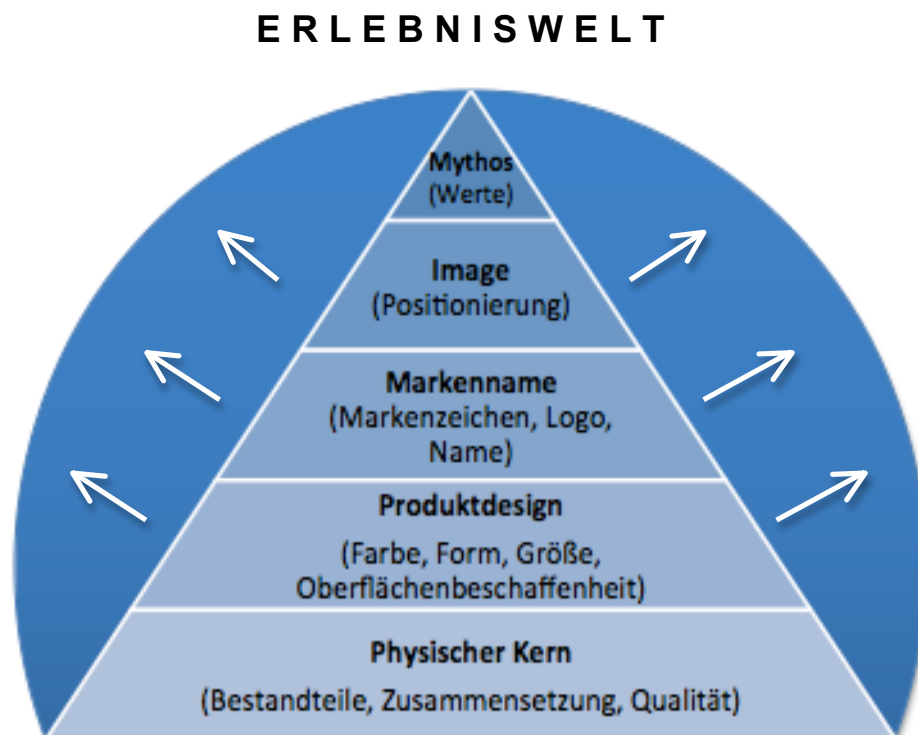 ERLEBNISWELT
Mythos
(Werte)
Image
(Positionierung)
Markenname
(Markenzeichen, Logo,
Name)
Produktdesign
(Farbe, Form, Größe,
Oberflächenbeschaffenheit)
Physischer Kern
(Bestandteile, Zusammensetzung, Qualität)